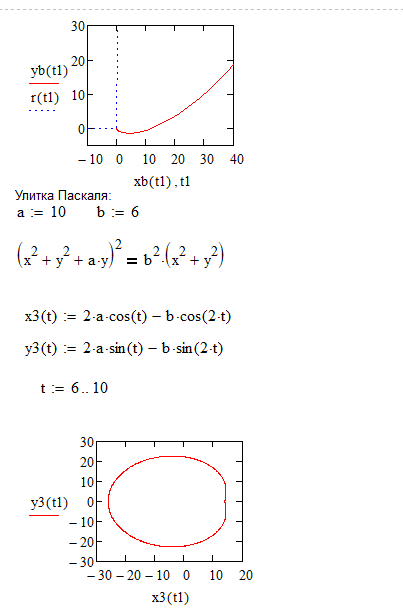 30
20
10
0
yb(t1)
r(t1)
−10 0 10 20 30 40
xb(t1) ,t1
Улитка Паскаля:
a := 10 b := 6
(x² + y² + a·y)² = b²·(x² + y²)
x3(t) := 2·a·cos(t) − b·cos(2·t)
y3(t) := 2·a·sin(t) − b·sin(2·t)
t := 6.. 10
30
20
10
0
−10
−20
−30
y3(t1)
−30 −20 −10 0 10 20
x3(t1)